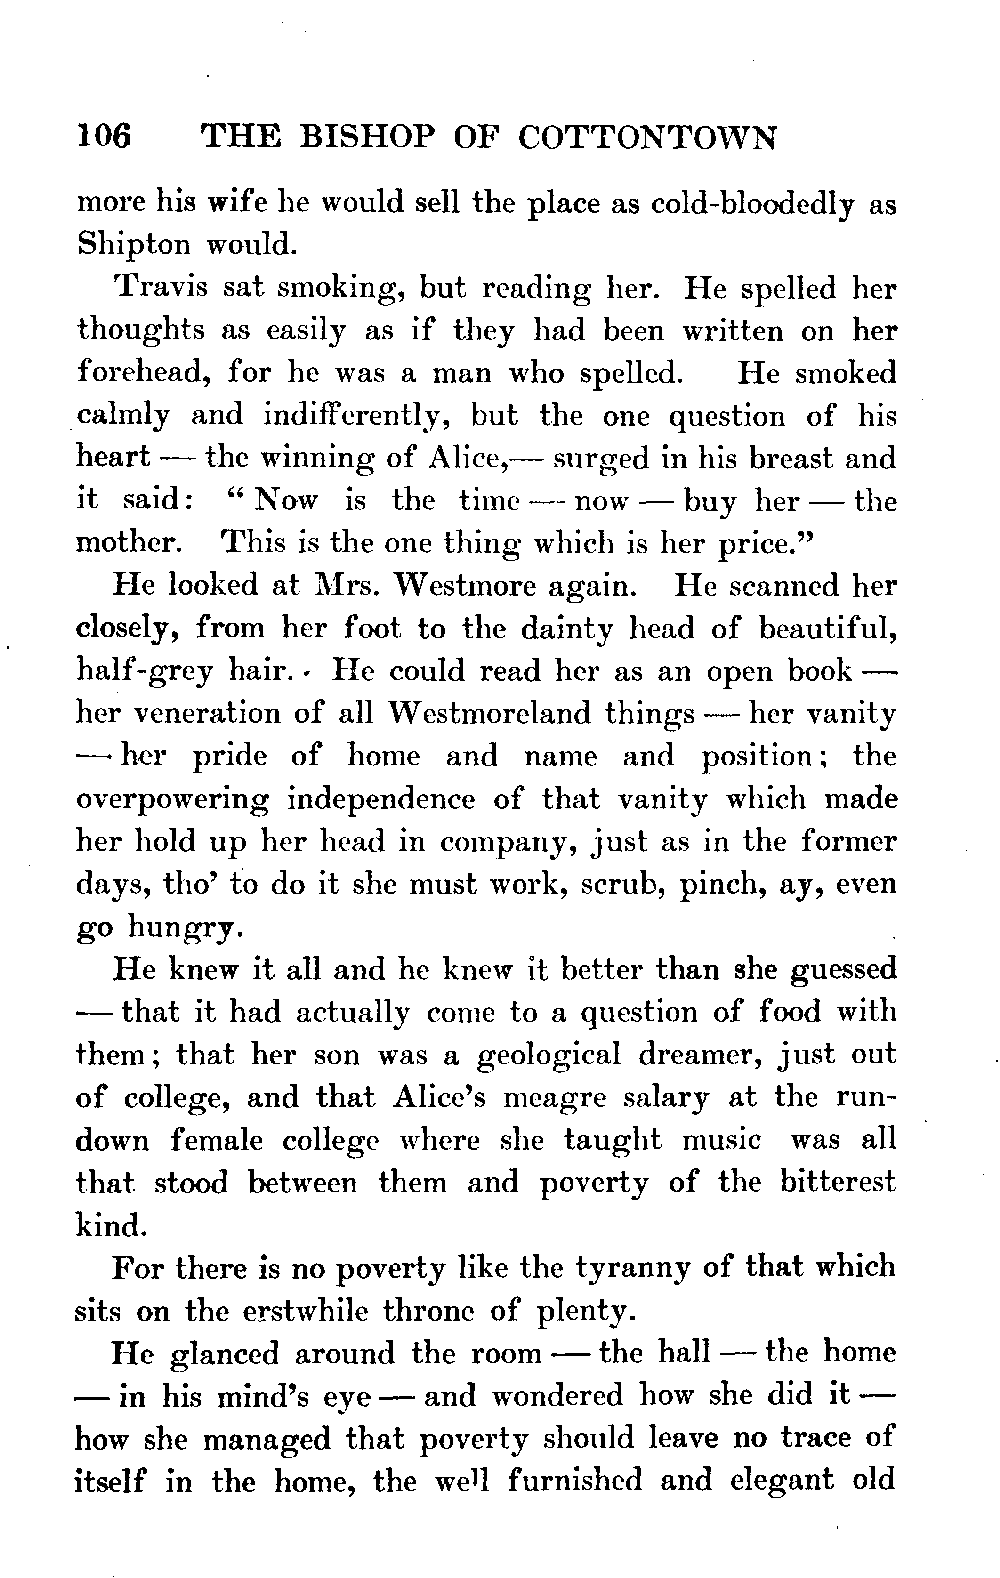 106 THE BISHOP OF COTTONTOWN
more his wife he would sell the place as cold-bloodedly as
Shipton would.
Travis sat smoking, but reading her. He spelled her
thoughts as easily as if they had been written on her
forehead, for he was a man who spelled. He smoked
calmly and indifferently, but the one question of his
heart — the winning of Alice,— surged in his breast and
it said: “ Now is the time — now — buy her — the
mother. This is the one thing which is her price.”
He looked at Mrs. Westmore again. He scanned her
closely, from her foot to the dainty head of beautiful,
half-grey hair. He could read her as an open book —
her veneration of all Westmoreland things — her vanity
— her pride of home and name and position; the
overpowering independence of that vanity which made
her hold up her head in company, just as in the former
days, tho’ to do it she must work, scrub, pinch, ay, even
go hungry.
He knew it all and he knew it better than she guessed
— that it had actually come to a question of food with
them; that her son was a geological dreamer, just out
of college, and that Alice’s meagre salary at the run-
down female college where she taught music was all
that stood between them and poverty of the bitterest
kind.
For there is no poverty like the tyranny of that which
sits on the erstwhile throne of plenty.
He glanced around the room — the hall — the home
— in his mind’s eye — and wondered how she did it —
how she managed that poverty should leave no trace of
itself in the home, the well furnished and elegant old